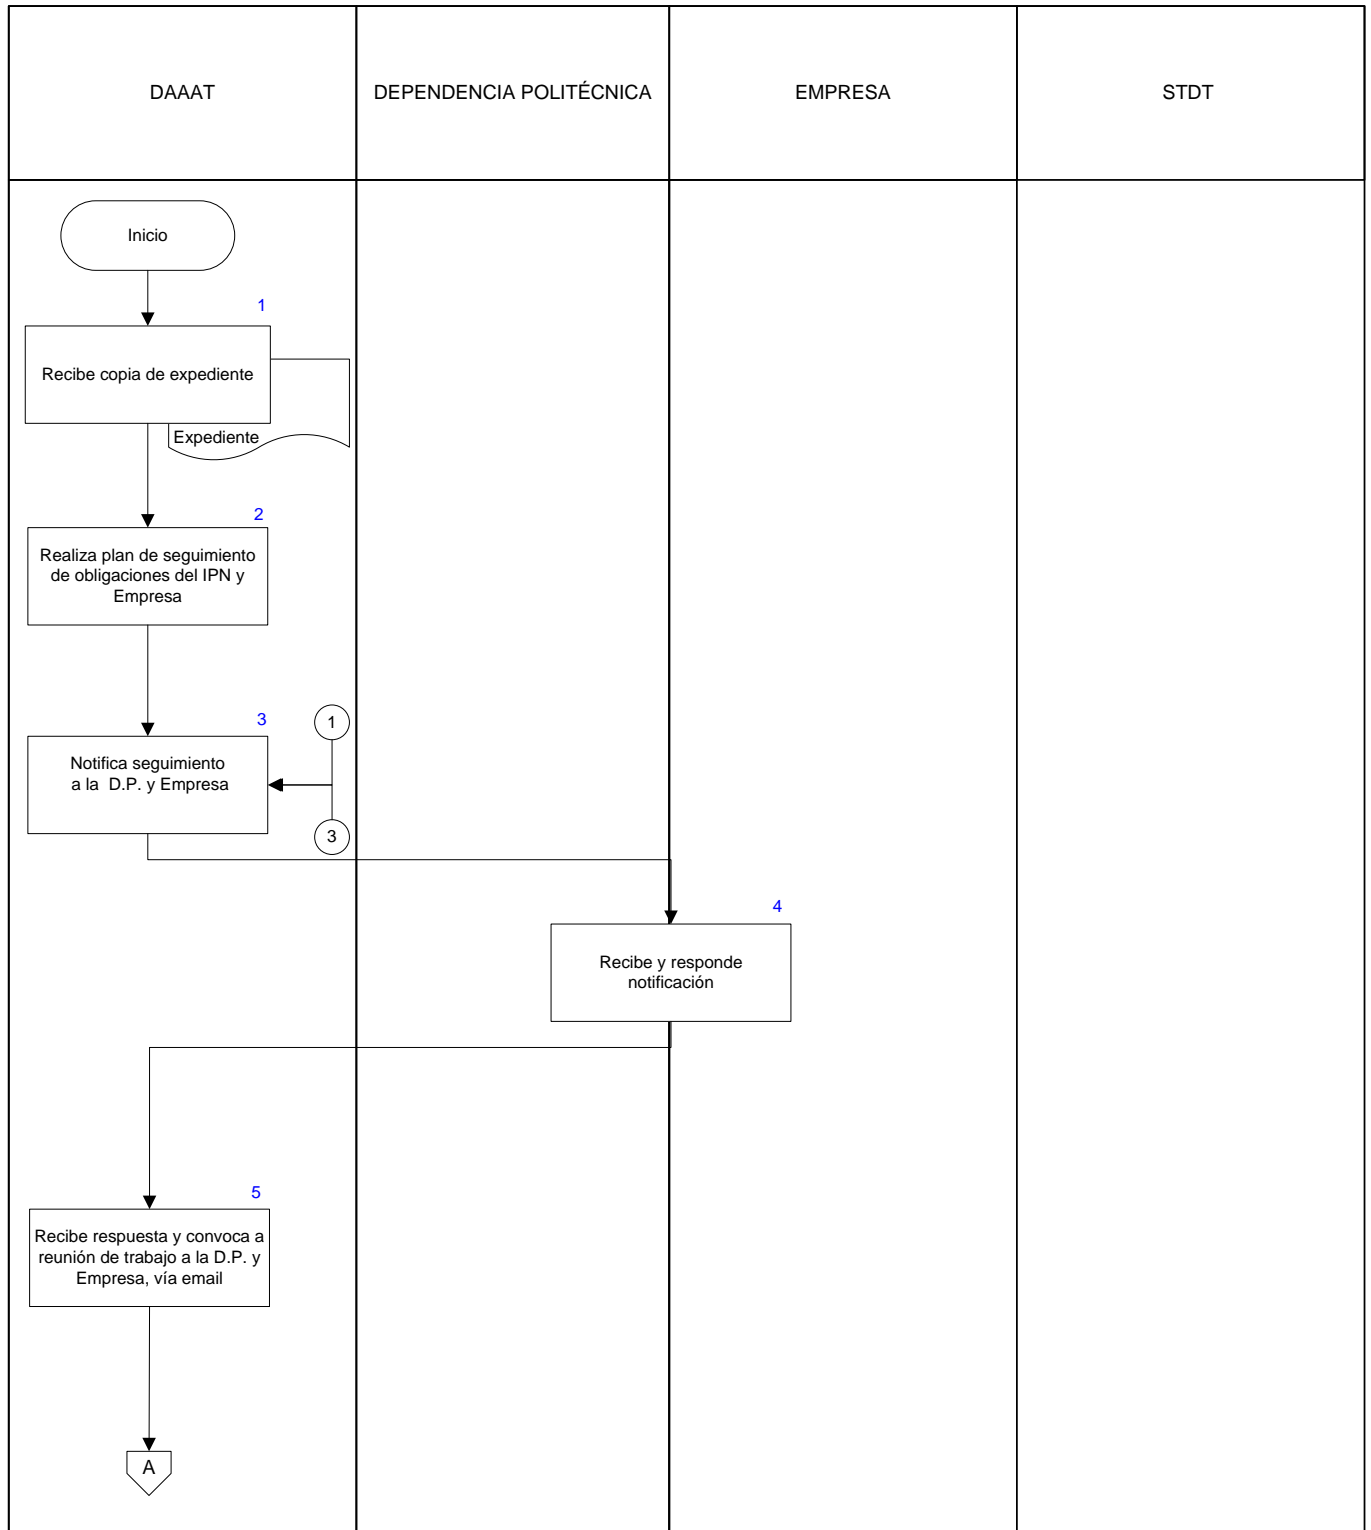 DAAAT
DEPENDENCIA POLITÉCNICA
EMPRESA
STDT
Inicio
1
Recibe copia de expediente
Expediente
2
Realiza plan de seguimiento
de obligaciones del IPN y
Empresa
3
1
Notifica seguimiento
a la D.P. y Empresa
3
4
Recibe y responde
notificación
5
Recibe respuesta y convoca a
reunión de trabajo a la D.P. y
Empresa, vía email
A